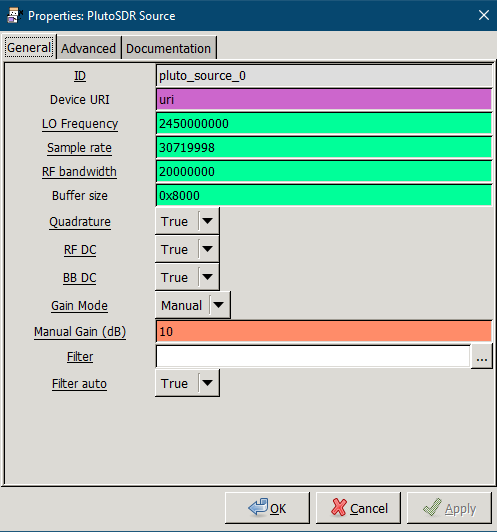 Properties: PlutoSDR Source
General Advanced Documentation
ID pluto_source_0
Device URI uri
LO Frequency 2450000000
Sample rate 30719998
RF bandwidth 20000000
Buffer size 0x8000
Quadrature True
RF DC True
BB DC True
Gain Mode Manual
Manual Gain (dB) 10
Filter ...
Filter auto True
OK Cancel Apply